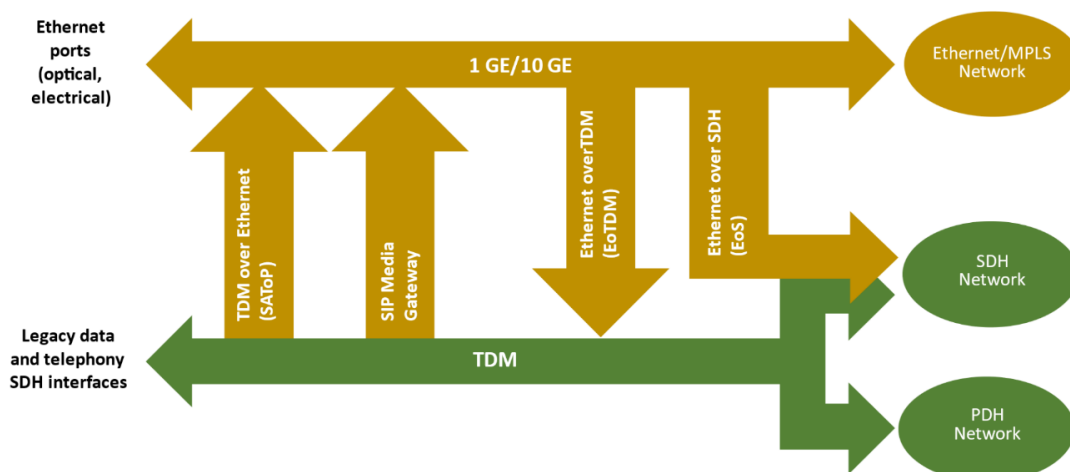 Ethernet
ports
(optical,
electrical)
1 GE/10 GE
Ethernet/MPLS
Network
TDM over Ethernet
(SAToP)
SIP Media
Gateway
Ethernet overTDM
(EoTDM)
Ethernet over SDH
(EoS)
SDH
Network
Legacy data
and telephony
SDH interfaces
TDM
PDH
Network